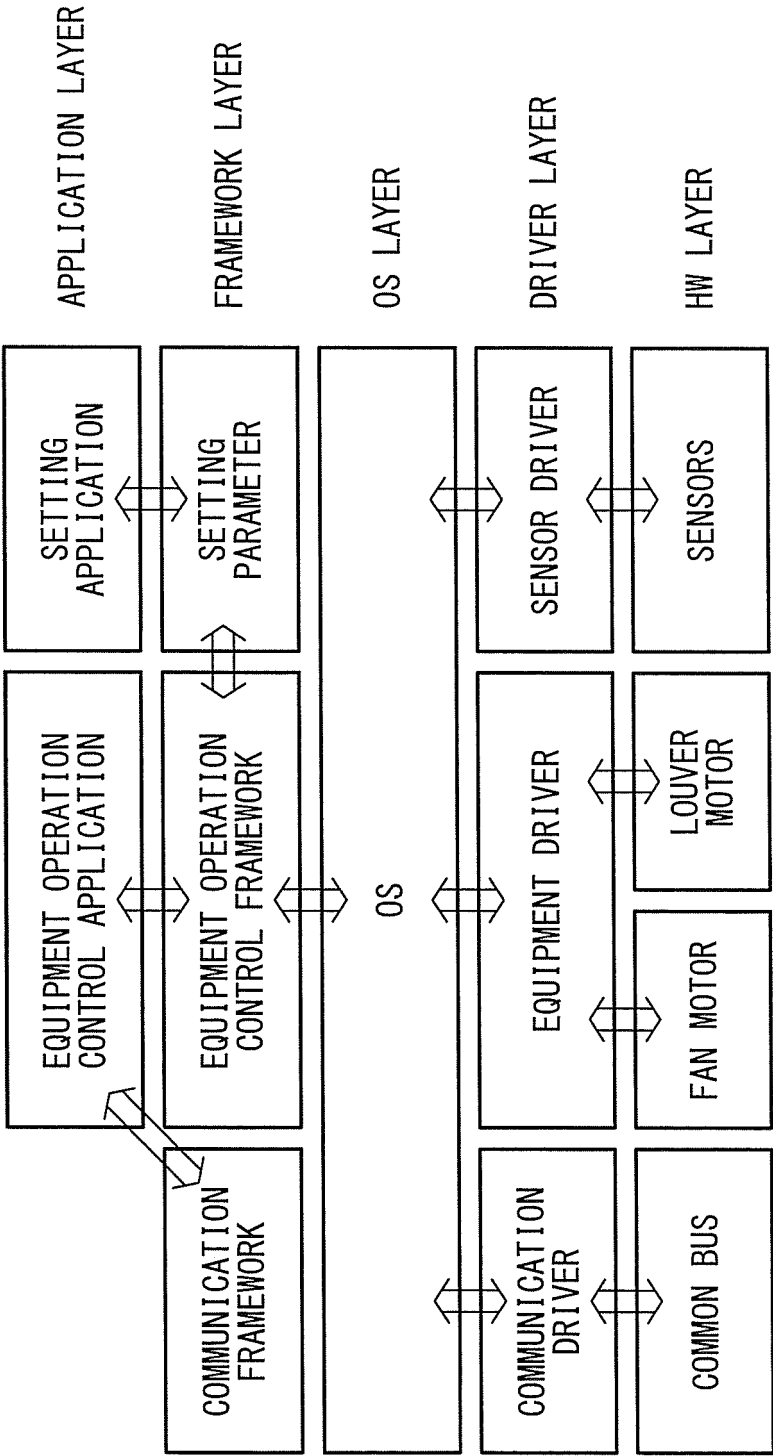 EQUIPMENT OPERATION
CONTROL APPLICATION
SETTING
APPLICATION
APPLICATION LAYER
COMMUNICATION
FRAMEWORK
EQUIPMENT OPERATION
CONTROL FRAMEWORK
SETTING
PARAMETER
FRAMEWORK LAYER
OS
OS LAYER
COMMUNICATION
DRIVER
EQUIPMENT DRIVER
SENSOR DRIVER
DRIVER LAYER
COMMON BUS
FAN MOTOR
LOUVER
MOTOR
SENSORS
HW LAYER